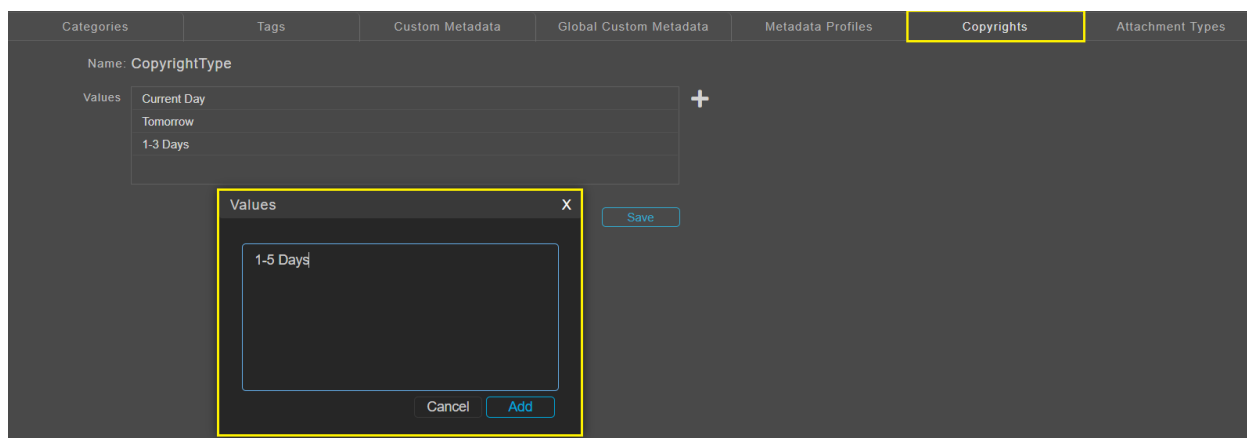 Categories Tags Custom Metadata Global Custom Metadata Metadata Profiles Copyrights Attachment Types
Name: CopyrightType
Values Current Day
Tomorrow
1-3 Days
Values X
Save
1-5 Days
Cancel Add